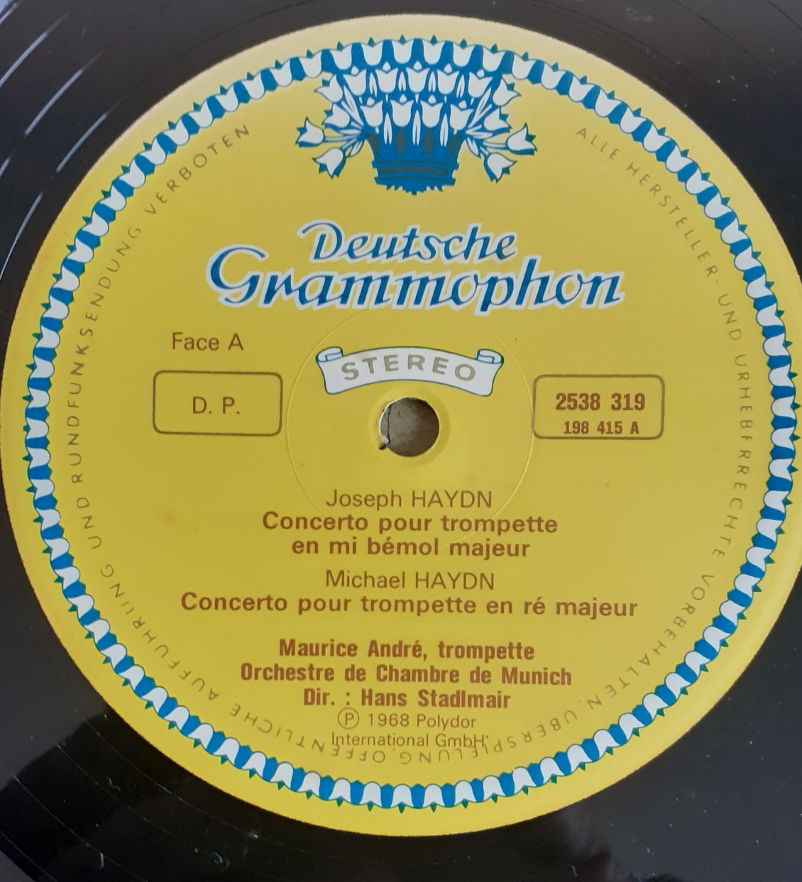 Deutsche
Grammophon
Face A
STEREO
D. P.
2538 319
198 415 A
Joseph HAYDN
Concerto pour trompette
en mi bémol majeur
Michael HAYDN
Concerto pour trompette en ré majeur
Maurice André, trompette
Orchestre de Chambre de Munich
Dir. : Hans Stadlmair
Ⓟ 1968 Polydor
International GmbH
ALLE HERSTELLER- UND URHEBERRECHTE VORBEHALTEN. ÜBERSPIELUNG, ÖFFENTLICHE AUFFÜHRUNG UND RUNDFUNKSENDUNG VERBOTEN